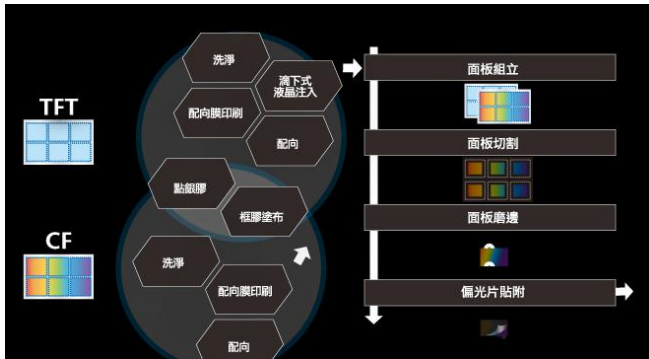 TFT
洗淨
滴下式
液晶注入
配向膜印刷
配向
點銀膠
框膠塗布
CF
洗淨
配向膜印刷
配向
面板組立
面板切割
面板磨邊
偏光片貼附